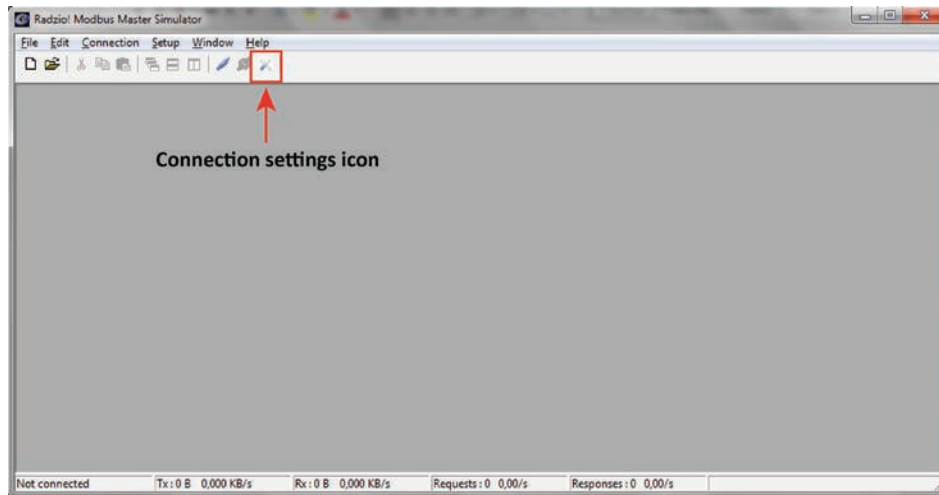 Radzio! Modbus Master Simulator
File Edit Connection Setup Window Help
Connection settings icon
Not connected Tx : 0 B 0,000 KB/s Rx : 0 B 0,000 KB/s Requests : 0 0,00/s Responses : 0 0,00/s